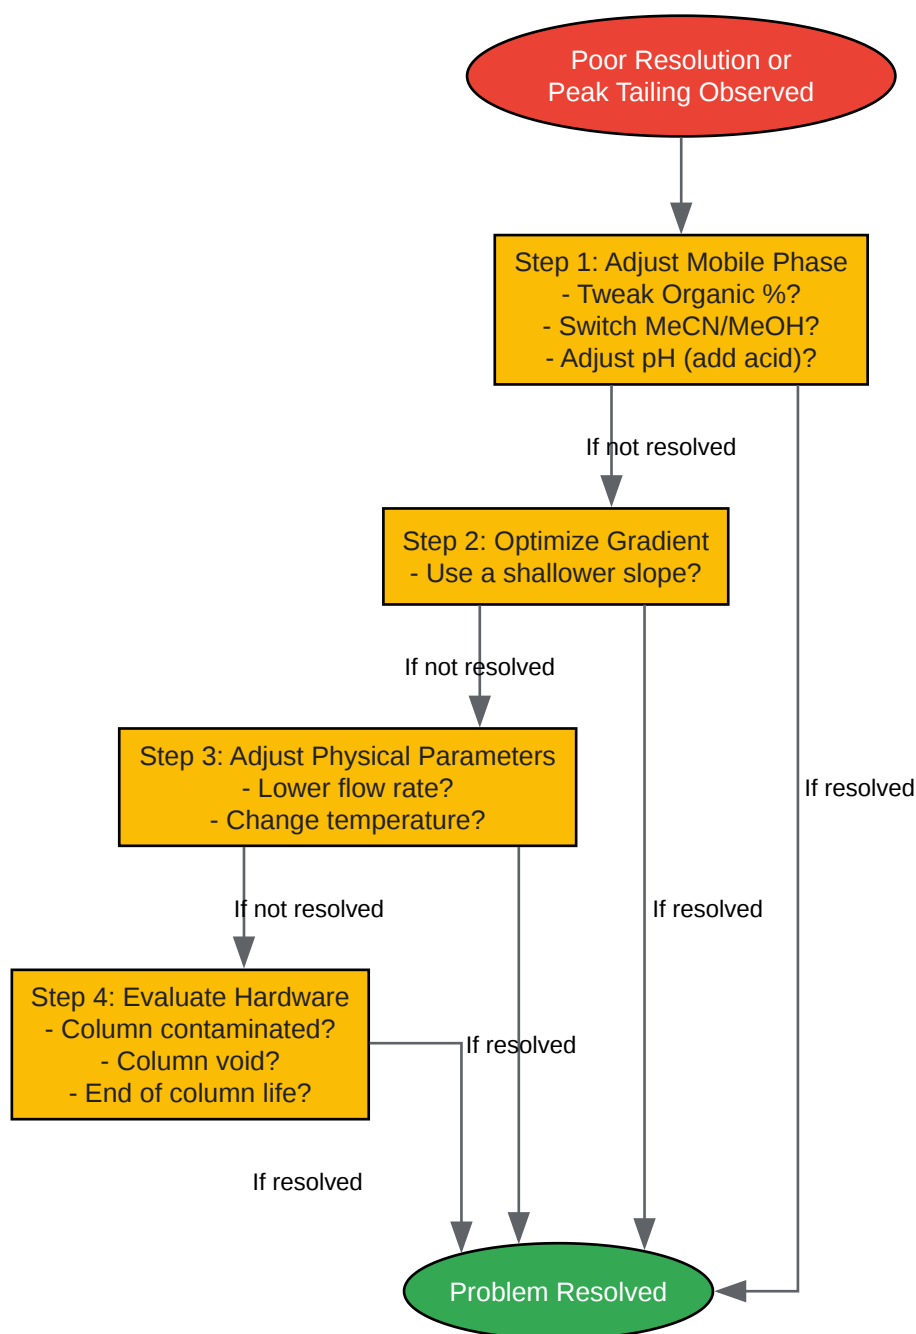 Poor Resolution or
Peak Tailing Observed
Step 1: Adjust Mobile Phase
- Tweak Organic %?
- Switch MeCN/MeOH?
- Adjust pH (add acid)?
If not resolved
Step 2: Optimize Gradient
- Use a shallower slope?
If not resolved
Step 3: Adjust Physical Parameters
- Lower flow rate?
- Change temperature?
If resolved
If not resolved
If resolved
Step 4: Evaluate Hardware
- Column contaminated?
- Column void?
- End of column life?
If resolved
If resolved
Problem Resolved